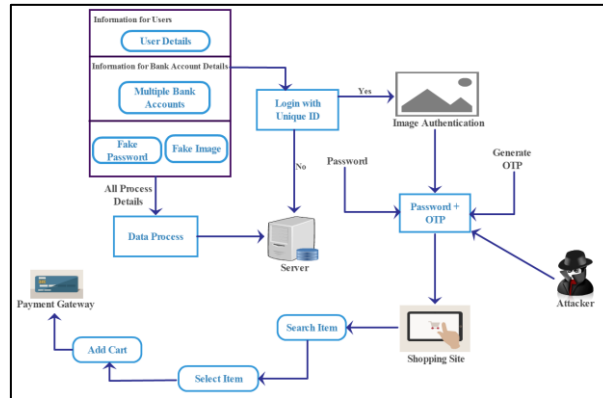 Information for Users
User Details
Information for Bank Account Details
Multiple Bank
Accounts
Fake
Password
Fake Image
All Process
Details
Data Process
Login with
Unique ID
Yes
No
Server
Image Authentication
Password
Generate
OTP
Password +
OTP
Attacker
Shopping Site
Search Item
Select Item
Add Cart
Payment Gateway